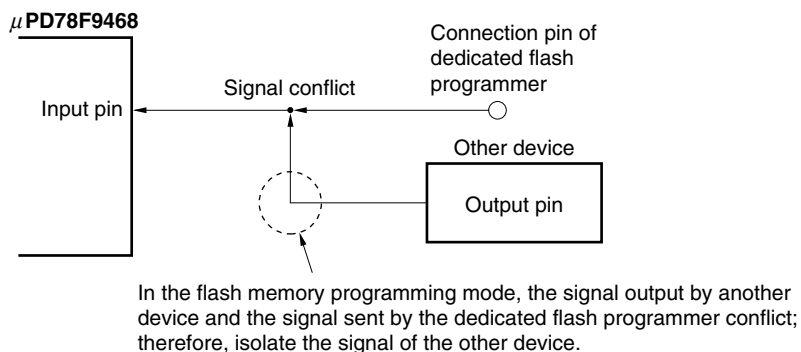 μPD78F9468
Connection pin of
dedicated flash
programmer
Signal conflict
Input pin
Other device
Output pin
In the flash memory programming mode, the signal output by another
device and the signal sent by the dedicated flash programmer conflict;
therefore, isolate the signal of the other device.